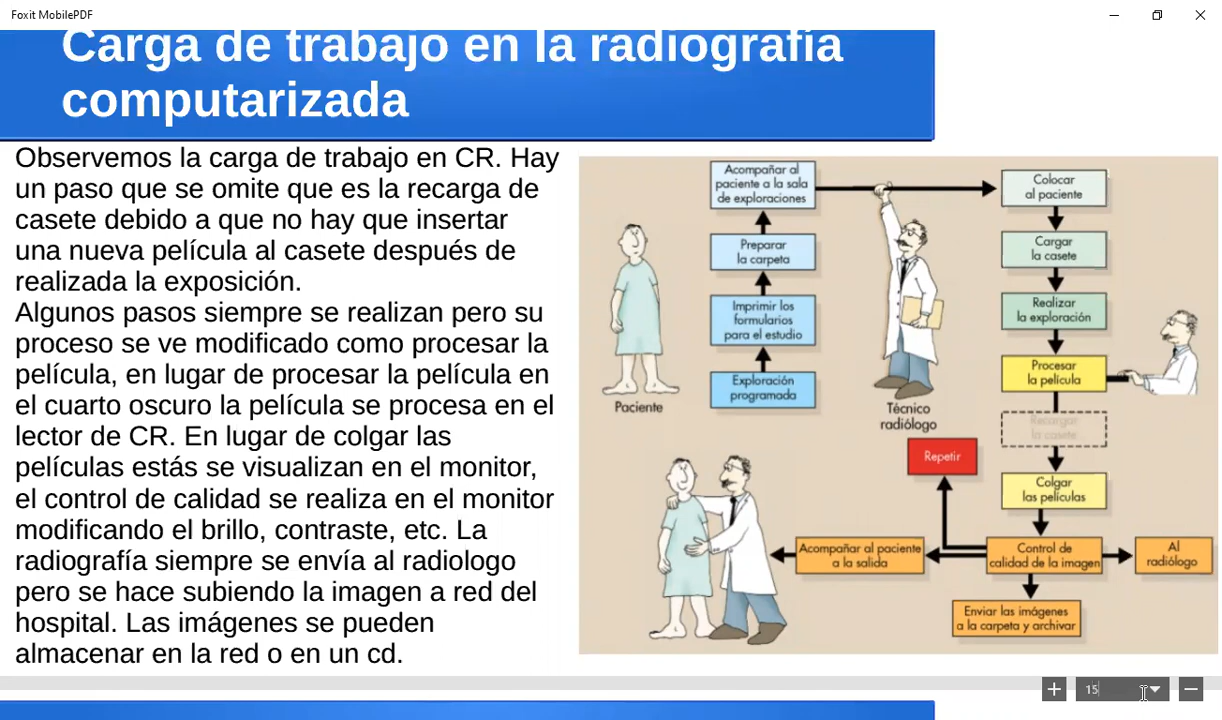 Foxit MobilePDF
Carga de trabajo en la radiografía
computarizada
Observemos la carga de trabajo en CR. Hay
un paso que se omite que es la recarga de
casete debido a que no hay que insertar
una nueva película al casete después de
realizada la exposición.
Algunos pasos siempre se realizan pero su
proceso se ve modificado como procesar la
película, en lugar de procesar la película en
el cuarto oscuro la película se procesa en el
lector de CR. En lugar de colgar las
películas estás se visualizan en el monitor,
el control de calidad se realiza en el monitor
modificando el brillo, contraste, etc. La
radiografía siempre se envía al radiologo
pero se hace subiendo la imagen a red del
hospital. Las imágenes se pueden
almacenar en la red o en un cd.
Acompañar al
paciente a la sala
de exploraciones
Preparar
la carpeta
Imprimir los
formularios
para el estudio
Exploración
programada
Paciente
Técnico
radiólogo
Colocar
al paciente
Cargar
la casete
Realizar
la exploración
Procesar
la película
Recargar
la casete
Colgar
las películas
Repetir
Acompañar al paciente
a la salida
Control de
calidad de la imagen
Al
radiólogo
Enviar las imágenes
a la carpeta y archivar
15